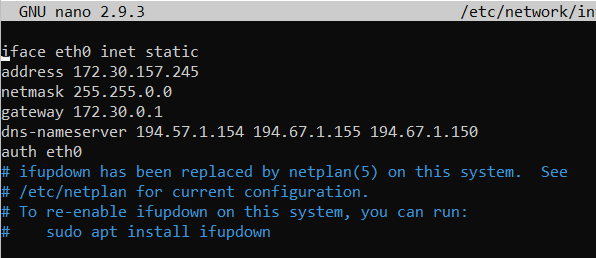 GNU nano 2.9.3 /etc/network/in
iface eth0 inet static
address 172.30.157.245
netmask 255.255.0.0
gateway 172.30.0.1
dns-nameserver 194.57.1.154 194.67.1.155 194.67.1.150
auth eth0
# ifupdown has been replaced by netplan(5) on this system.  See
# /etc/netplan for current configuration.
# To re-enable ifupdown on this system, you can run:
#    sudo apt install ifupdown